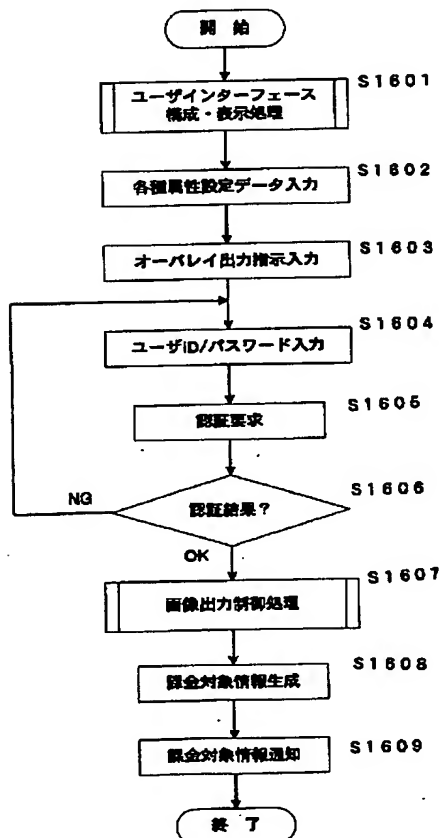 開 始
S1601
ユーザインターフェース
構成・表示処理
S1602
各種属性設定データ入力
S1603
オーバレイ出力指示入力
S1604
ユーザID/パスワード入力
S1605
認証要求
NG
S1606
認証結果?
OK
S1607
画像出力制御処理
S1608
課金対象情報生成
S1609
課金対象情報通知
終 了